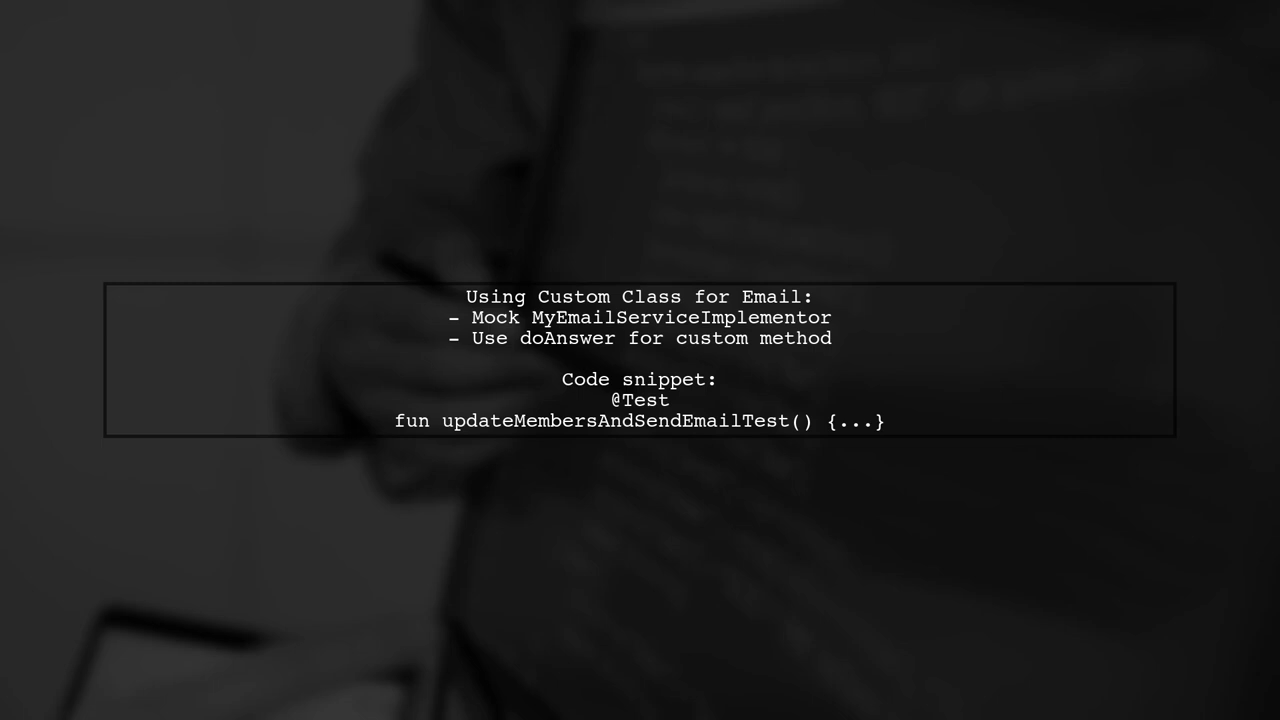 Using Custom Class for Email:
- Mock MyEmailServiceImplementor
- Use doAnswer for custom method
Code snippet:
@Test
fun updateMembersAndSendEmailTest() {...}